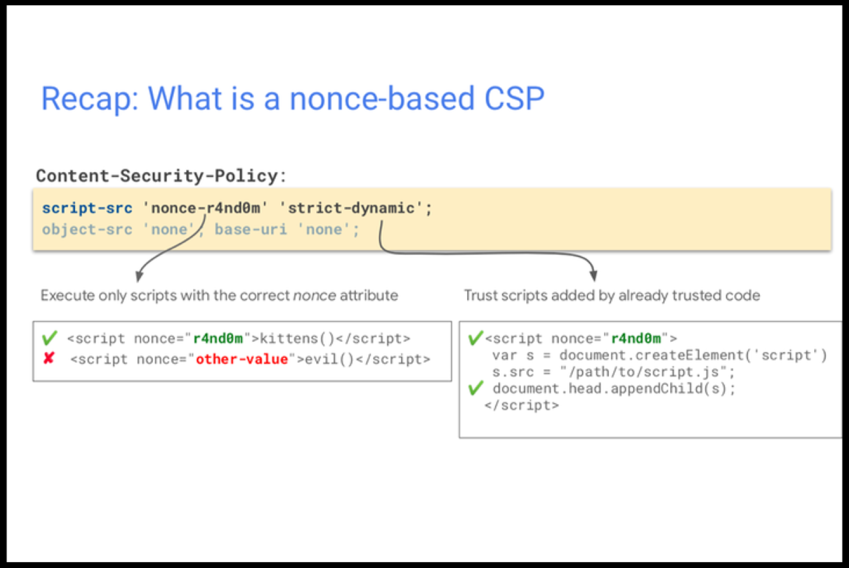 Recap: What is a nonce-based CSP
Content-Security-Policy:
script-src 'nonce-r4nd0m' 'strict-dynamic';
object-src 'none', base-uri 'none';
Execute only scripts with the correct nonce attribute
✔ <script nonce="r4nd0m">kittens()</script>
✘ <script nonce="other-value">evil()</script>
Trust scripts added by already trusted code
✔<script nonce="r4nd0m">
var s = document.createElement('script')
s.src = "/path/to/script.js";
✔ document.head.appendChild(s);
</script>